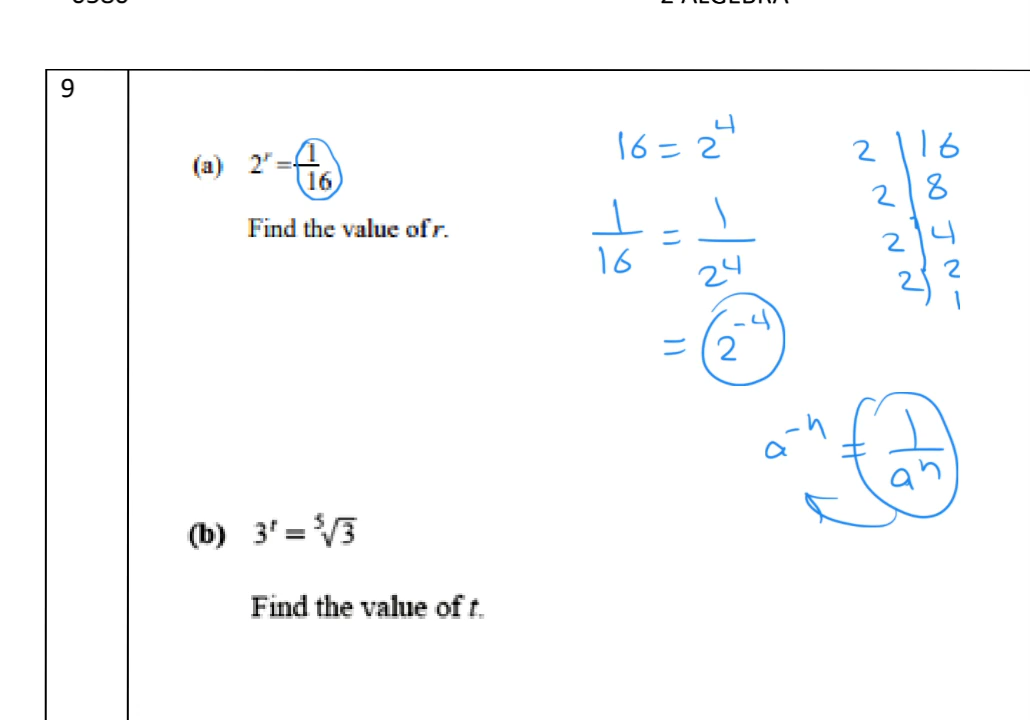 9
(a) 2^r = 1/16
Find the value of r.
16 = 2^4
1/16 = 1/2^4
= 2^-4
2 | 16
2 | 8
2 | 4
2 | 2
1
a^-n = 1/a^n
(b) 3^t = ⁵√3
Find the value of t.